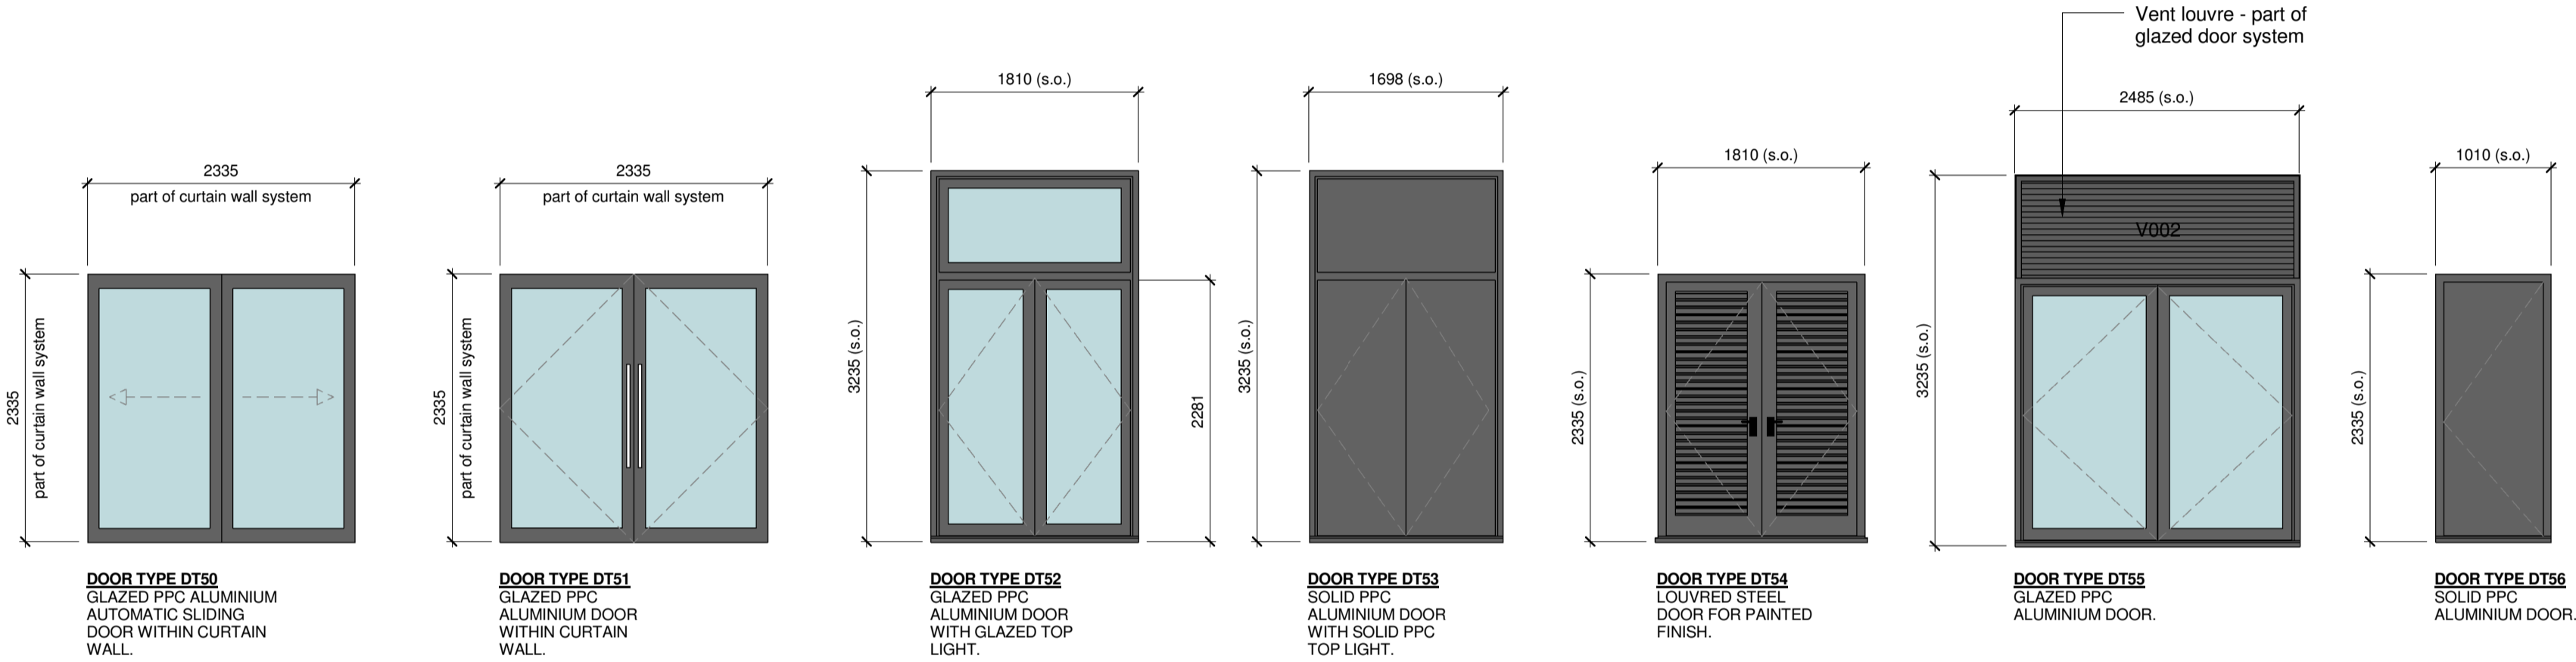 Vent louvre - part of
glazed door system
2335
part of curtain wall system
2335
part of curtain wall system
DOOR TYPE DT50
GLAZED PPC ALUMINIUM
AUTOMATIC SLIDING
DOOR WITHIN CURTAIN
WALL.
2335
part of curtain wall system
2335
part of curtain wall system
DOOR TYPE DT51
GLAZED PPC
ALUMINIUM DOOR
WITHIN CURTAIN
WALL.
1810 (s.o.)
3235 (s.o.)
2281
DOOR TYPE DT52
GLAZED PPC
ALUMINIUM DOOR
WITH GLAZED TOP
LIGHT.
1698 (s.o.)
3235 (s.o.)
DOOR TYPE DT53
SOLID PPC
ALUMINIUM DOOR
WITH SOLID PPC
TOP LIGHT.
1810 (s.o.)
2335 (s.o.)
DOOR TYPE DT54
LOUVRED STEEL
DOOR FOR PAINTED
FINISH.
2485 (s.o.)
V002
3235 (s.o.)
DOOR TYPE DT55
GLAZED PPC
ALUMINIUM DOOR.
1010 (s.o.)
2335 (s.o.)
DOOR TYPE DT56
SOLID PPC
ALUMINIUM DOOR.